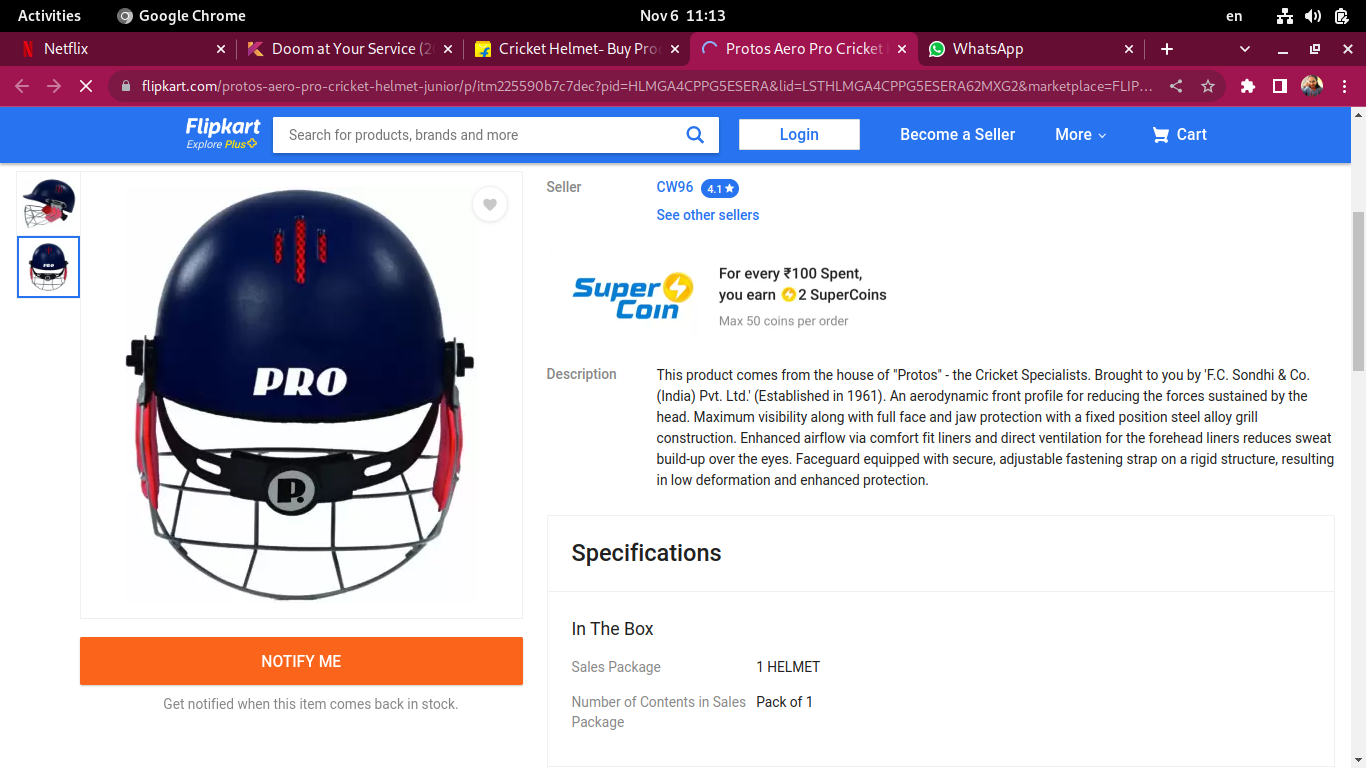 Activities
Google Chrome
Nov 6 11:13
en
Netflix
Doom at Your Service (2
Cricket Helmet- Buy Pro
Protos Aero Pro Cricket
WhatsApp
flipkart.com/protos-aero-pro-cricket-helmet-junior/p/itm225590b7c7dec?pid=HLMGA4CPPG5ESERA&lid=LSTHLMGA4CPPG5ESERA62MXG2&marketplace=FLIP...
Flipkart
Explore Plus
Search for products, brands and more
Login
Become a Seller
More
Cart
PRO
P.
NOTIFY ME
Get notified when this item comes back in stock.
Seller
CW96 4.1★
See other sellers
Super Coin
For every ₹100 Spent,
you earn 2 SuperCoins
Max 50 coins per order
Description
This product comes from the house of "Protos" - the Cricket Specialists. Brought to you by 'F.C. Sondhi & Co.
(India) Pvt. Ltd.' (Established in 1961). An aerodynamic front profile for reducing the forces sustained by the
head. Maximum visibility along with full face and jaw protection with a fixed position steel alloy grill
construction. Enhanced airflow via comfort fit liners and direct ventilation for the forehead liners reduces sweat
build-up over the eyes. Faceguard equipped with secure, adjustable fastening strap on a rigid structure, resulting
in low deformation and enhanced protection.
Specifications
In The Box
Sales Package 1 HELMET
Number of Contents in Sales Pack of 1
Package